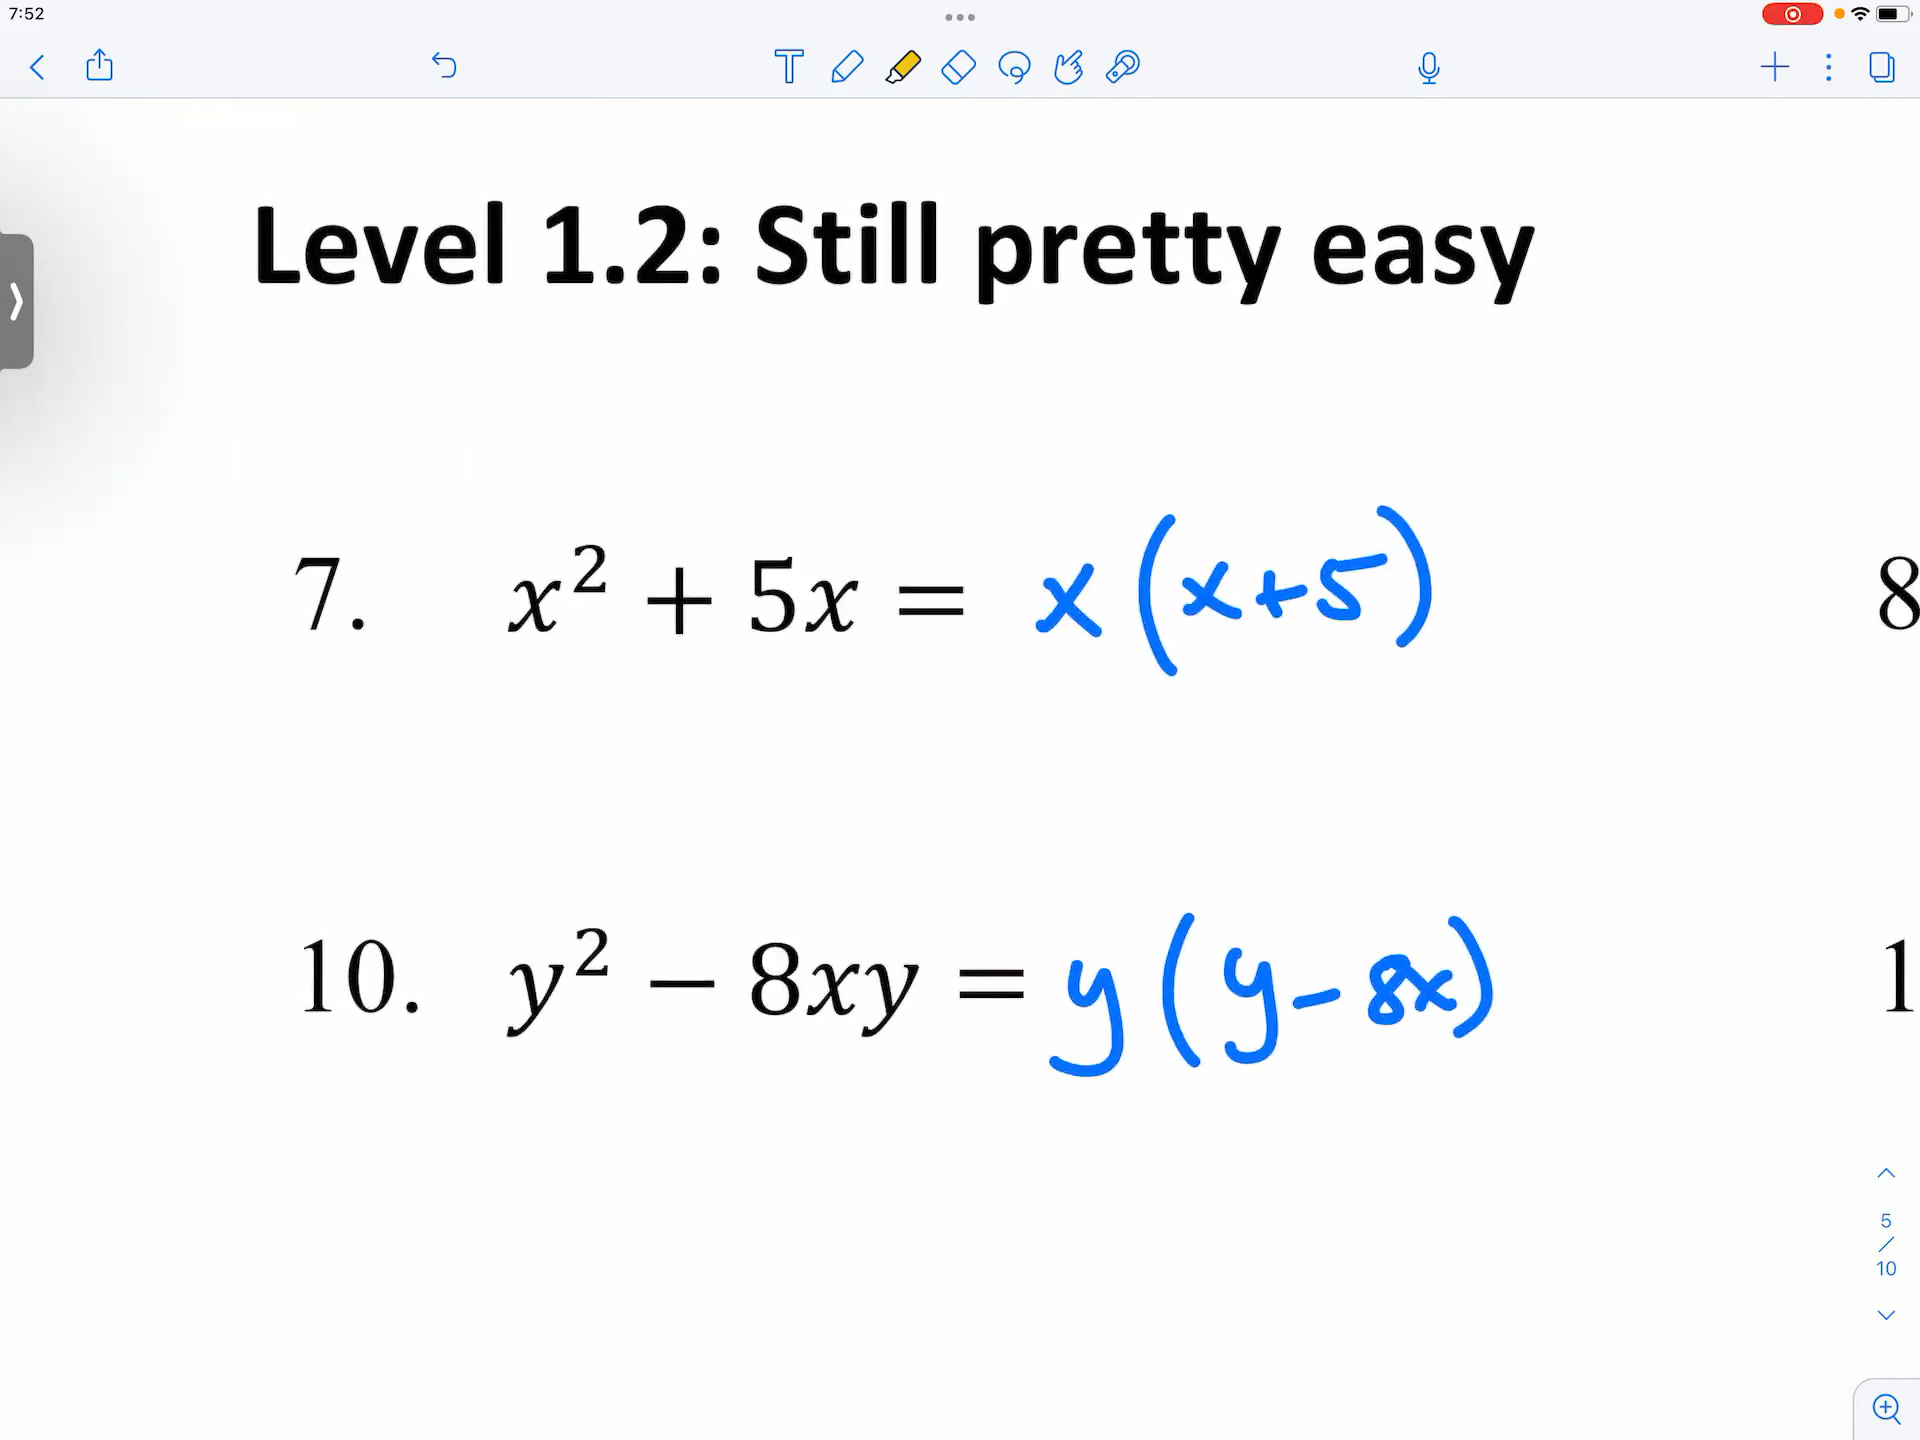 7:52
T
Level 1.2: Still pretty easy
7. x² + 5x = x(x+5)
8
10. y² − 8xy = y(y−8x)
1
5
/
10